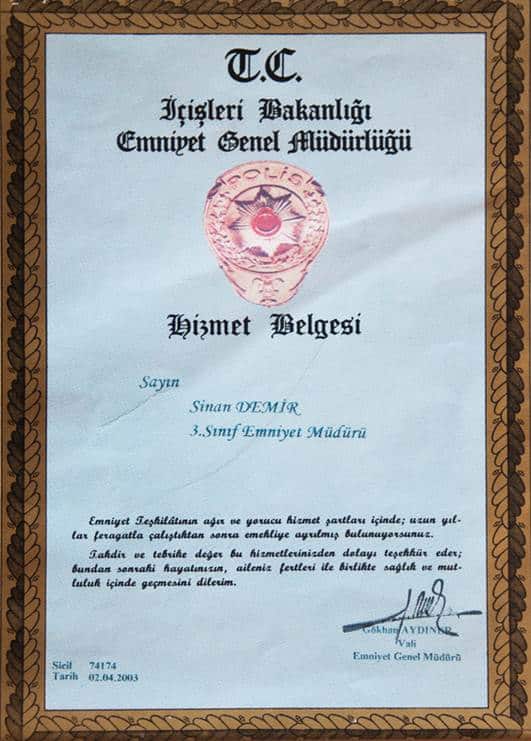 T.C.
İçişleri Bakanlığı
Emniyet Genel Müdürlüğü
POLİS
Hizmet Belgesi
Sayın
Sinan DEMİR
3.Sınıf Emniyet Müdürü
Emniyet Teşkilâtının ağır ve yorucu hizmet şartları içinde; uzun yıl-
lar feragatla çalıştıktan sonra emekliye ayrılmış bulunuyorsunuz.
Takdir ve tebrike değer bu hizmetlerinizden dolayı teşekkür eder;
bundan sonraki hayatınızın, aileniz fertleri ile birlikte sağlık ve mut-
luluk içinde geçmesini dilerim.
Gökhan AYDINER
Vali
Emniyet Genel Müdürü
Sicil 74174
Tarih 02.04.2003